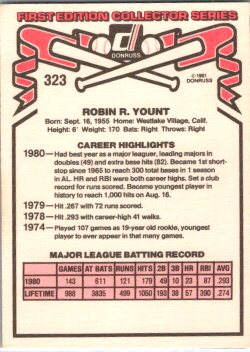 FIRST EDITION COLLECTOR SERIES
DONRUSS
323
©1981
DONRUSS
ROBIN R. YOUNT
Born: Sept. 16, 1955 Home: Westlake Village, Calif.
Height: 6' Weight: 170 Bats: Right Throws: Right
CAREER HIGHLIGHTS
1980—Had best year as a major leaguer, leading majors in
doubles (49) and extra base hits (82). Became 1st short-
stop since 1965 to reach 300 total bases in 1 season
in AL. HR and RBI were both career highs. Set a club
record for runs scored. Became youngest player in
history to reach 1,000 hits on Aug. 16.
1979—Hit .267 with 72 runs scored.
1978—Hit .293 with career-high 41 walks.
1974—Played 107 games as 19-year old rookie, youngest
player to ever appear in that many games.
MAJOR LEAGUE BATTING RECORD
GAMES AT BATS RUNS HITS 2B 3B HR RBI AVG
1980 143 611 121 179 49 10 23 87 .293
LIFETIME 988 3835 499 1050 193 38 57 390 .274